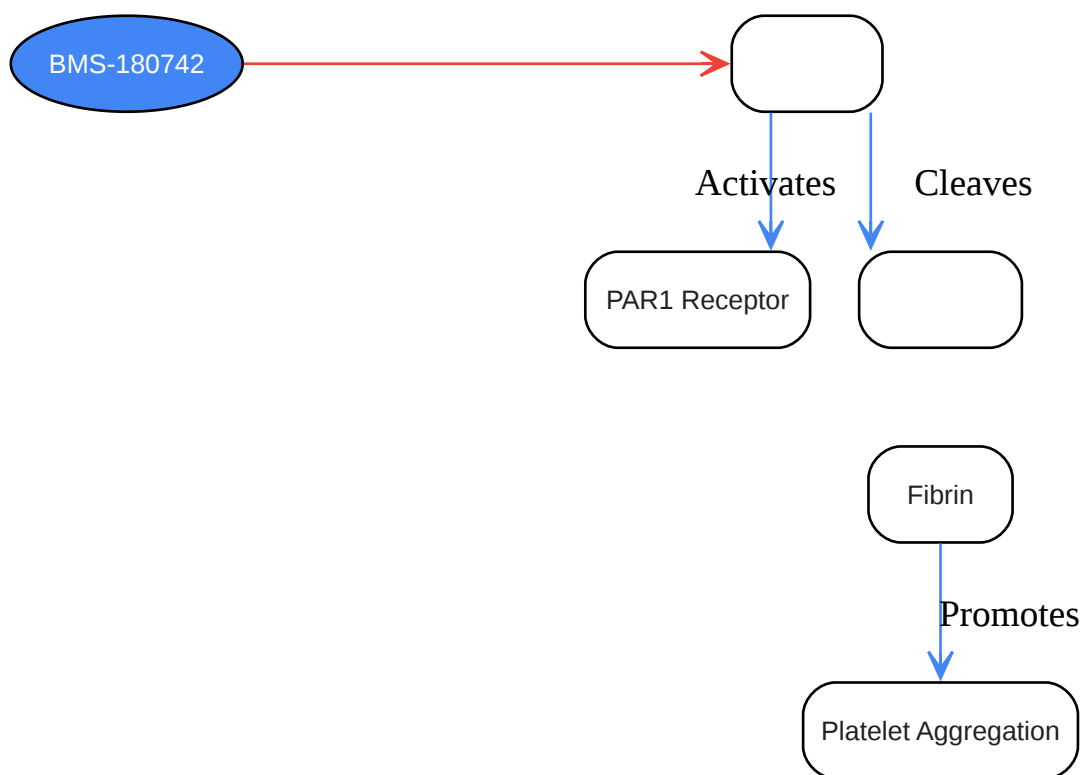 BMS-180742
Activates
Cleaves
PAR1 Receptor
Fibrin
Promotes
Platelet Aggregation